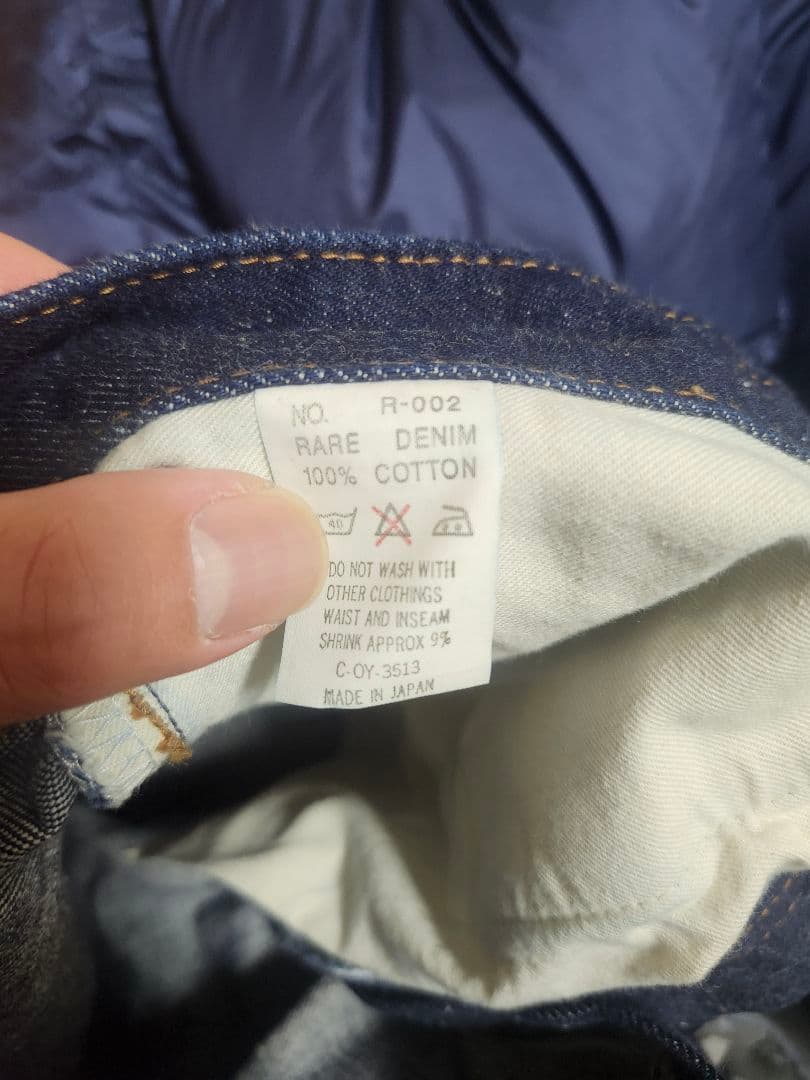 NO. R-002
RARE DENIM
100% COTTON
40
DO NOT WASH WITH
OTHER CLOTHINGS
WAIST AND INSEAM
SHRINK APPROX 9%
C-OY-3513
MADE IN JAPAN